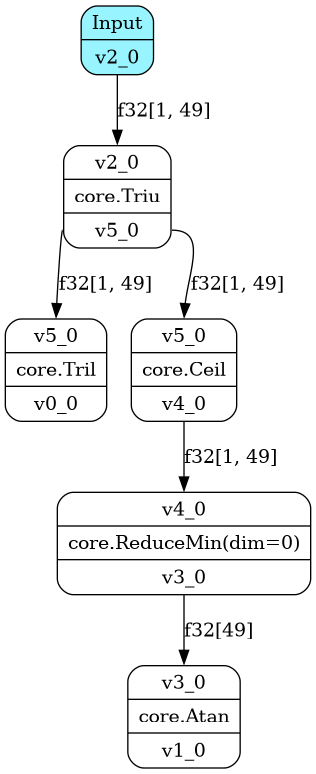 Input
v2_0
f32[1, 49]
v2_0
core.Triu
v5_0
f32[1, 49]
f32[1, 49]
v5_0
core.Tril
v0_0
v5_0
core.Ceil
v4_0
f32[1, 49]
v4_0
core.ReduceMin(dim=0)
v3_0
f32[49]
v3_0
core.Atan
v1_0